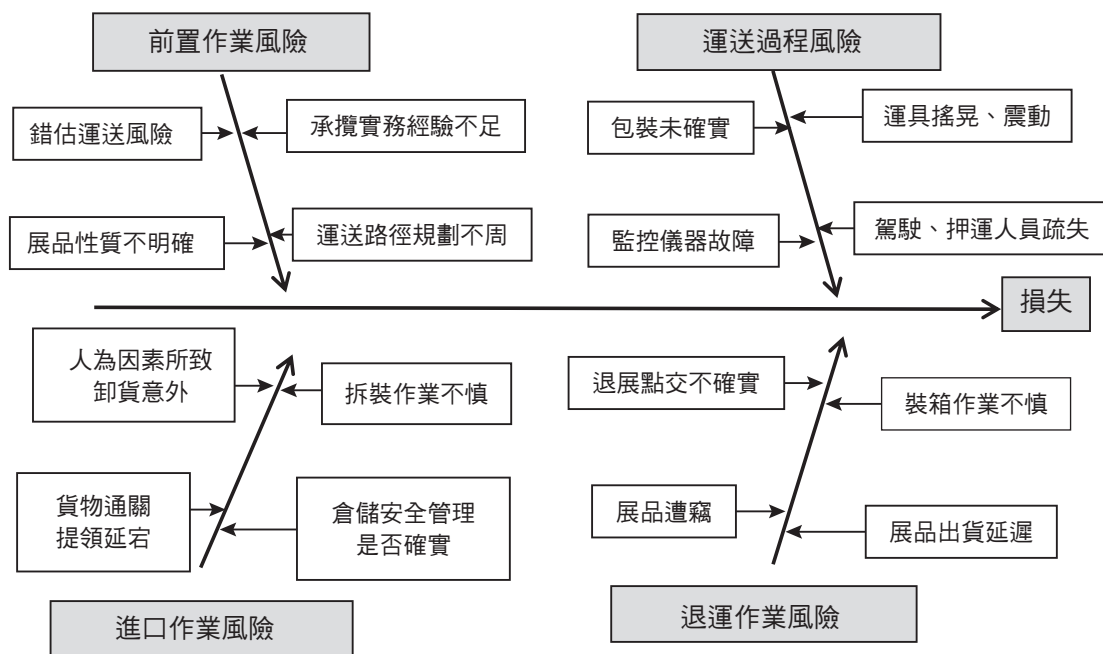 前置作業風險
運送過程風險
錯估運送風險
承攬實務經驗不足
展品性質不明確
運送路徑規劃不周
包裝未確實
運具搖晃、震動
監控儀器故障
駕駛、押運人員疏失
損失
人為因素所致
卸貨意外
拆裝作業不慎
貨物通關
提領延宕
倉儲安全管理
是否確實
退展點交不確實
裝箱作業不慎
展品遭竊
展品出貨延遲
進口作業風險
退運作業風險